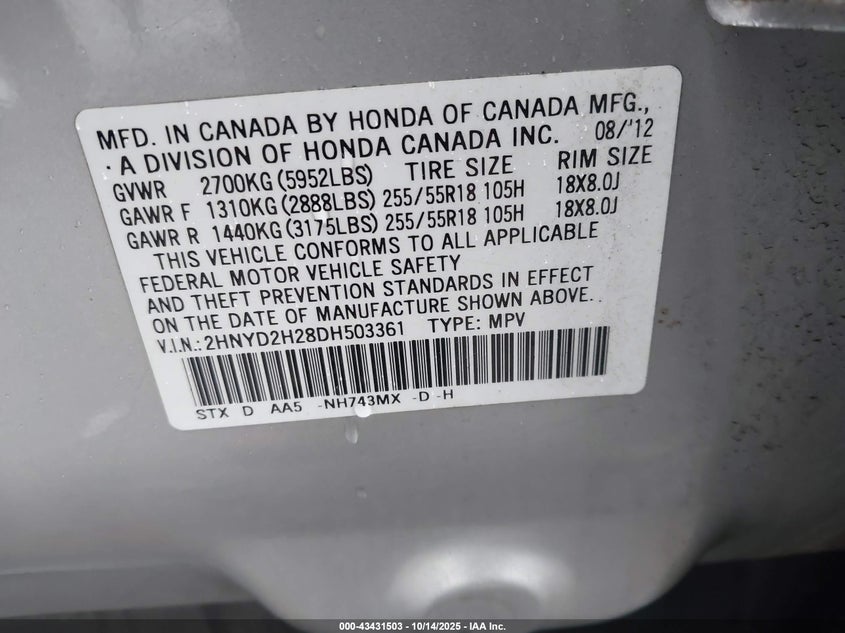 MFD. IN CANADA BY HONDA OF CANADA MFG.,
· A DIVISION OF HONDA CANADA INC. 08/'12
GVWR 2700KG (5952LBS) TIRE SIZE RIM SIZE
GAWR F 1310KG (2888LBS) 255/55R18 105H 18X8.0J
GAWR R 1440KG (3175LBS) 255/55R18 105H 18X8.0J
THIS VEHICLE CONFORMS TO ALL APPLICABLE
FEDERAL MOTOR VEHICLE SAFETY
AND THEFT PREVENTION STANDARDS IN EFFECT
ON THE DATE OF MANUFACTURE SHOWN ABOVE.
V.I.N.:2HNYD2H28DH503361 TYPE: MPV
STX D AA5 -NH743MX -D -H
000-43431503 - 10/14/2025 - IAA Inc.